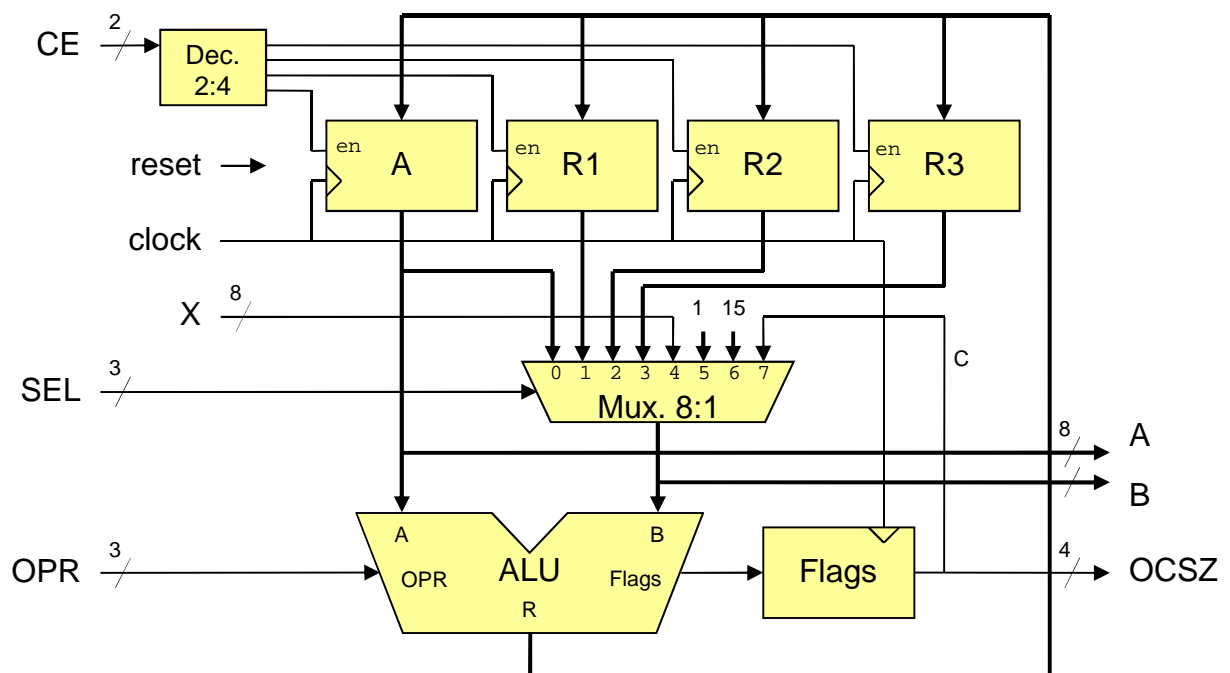 2
CE
Dec.
2:4
en
A
en
R1
en
R2
en
R3
reset
clock
8
X
1
15
C
3
SEL
0 1 2 3 4 5 6 7
Mux. 8:1
8
A
B
3
OPR
A
B
OPR
ALU
Flags
R
Flags
4
OCSZ